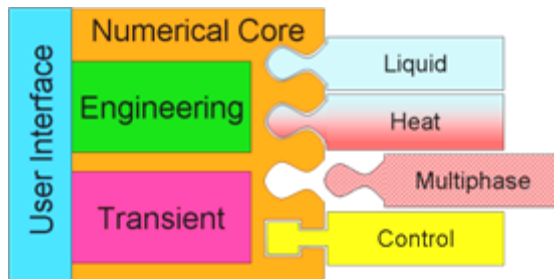 User Interface
Numerical Core
Engineering
Transient
Liquid
Heat
Multiphase
Control